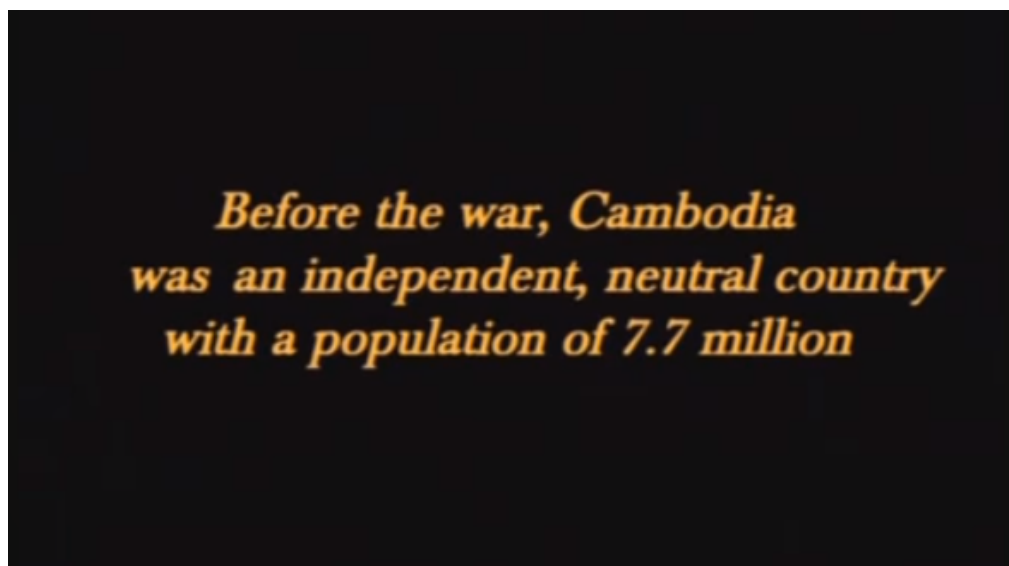 Before the war, Cambodia
was an independent, neutral country
with a population of 7.7 million